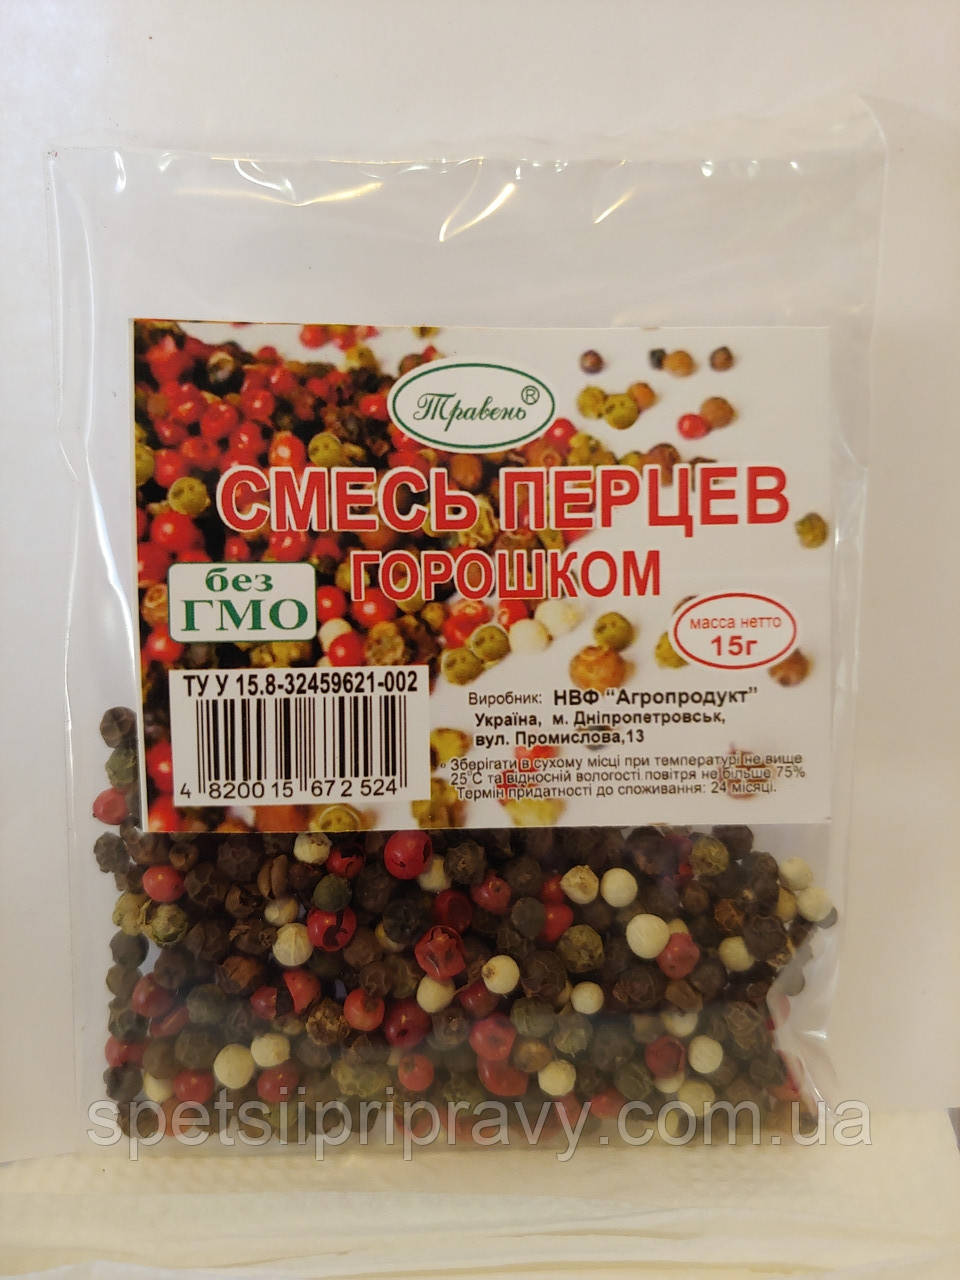 Травень®
СМЕСЬ ПЕРЦЕВ
ГОРОШКОМ
без
ГМО
масса нетто
15г
ТУ У 15.8-32459621-002
4 820015 672524
Виробник: НВФ “Агропродукт”
Україна, м. Дніпропетровськ,
вул. Промислова,13
Зберігати в сухому місці при температурі не вище
25°С та відносній вологості повітря не більше 75%
Термін придатності до споживання: 24 місяці.
spetsiipripravy.com.ua